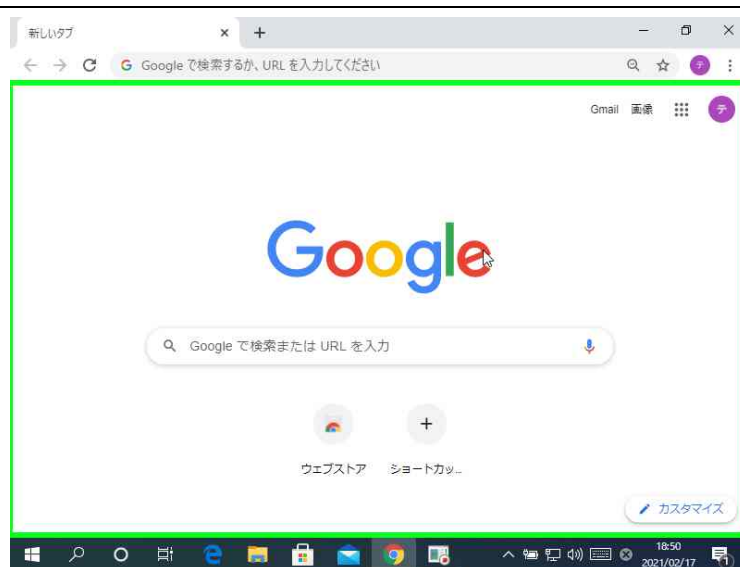 新しいタブ
Google で検索するか、URL を入力してください
テ
Gmail 画像
テ
Google
Google で検索または URL を入力
ウェブストア ショートカッ...
カスタマイズ
18:50
2021/02/17
1